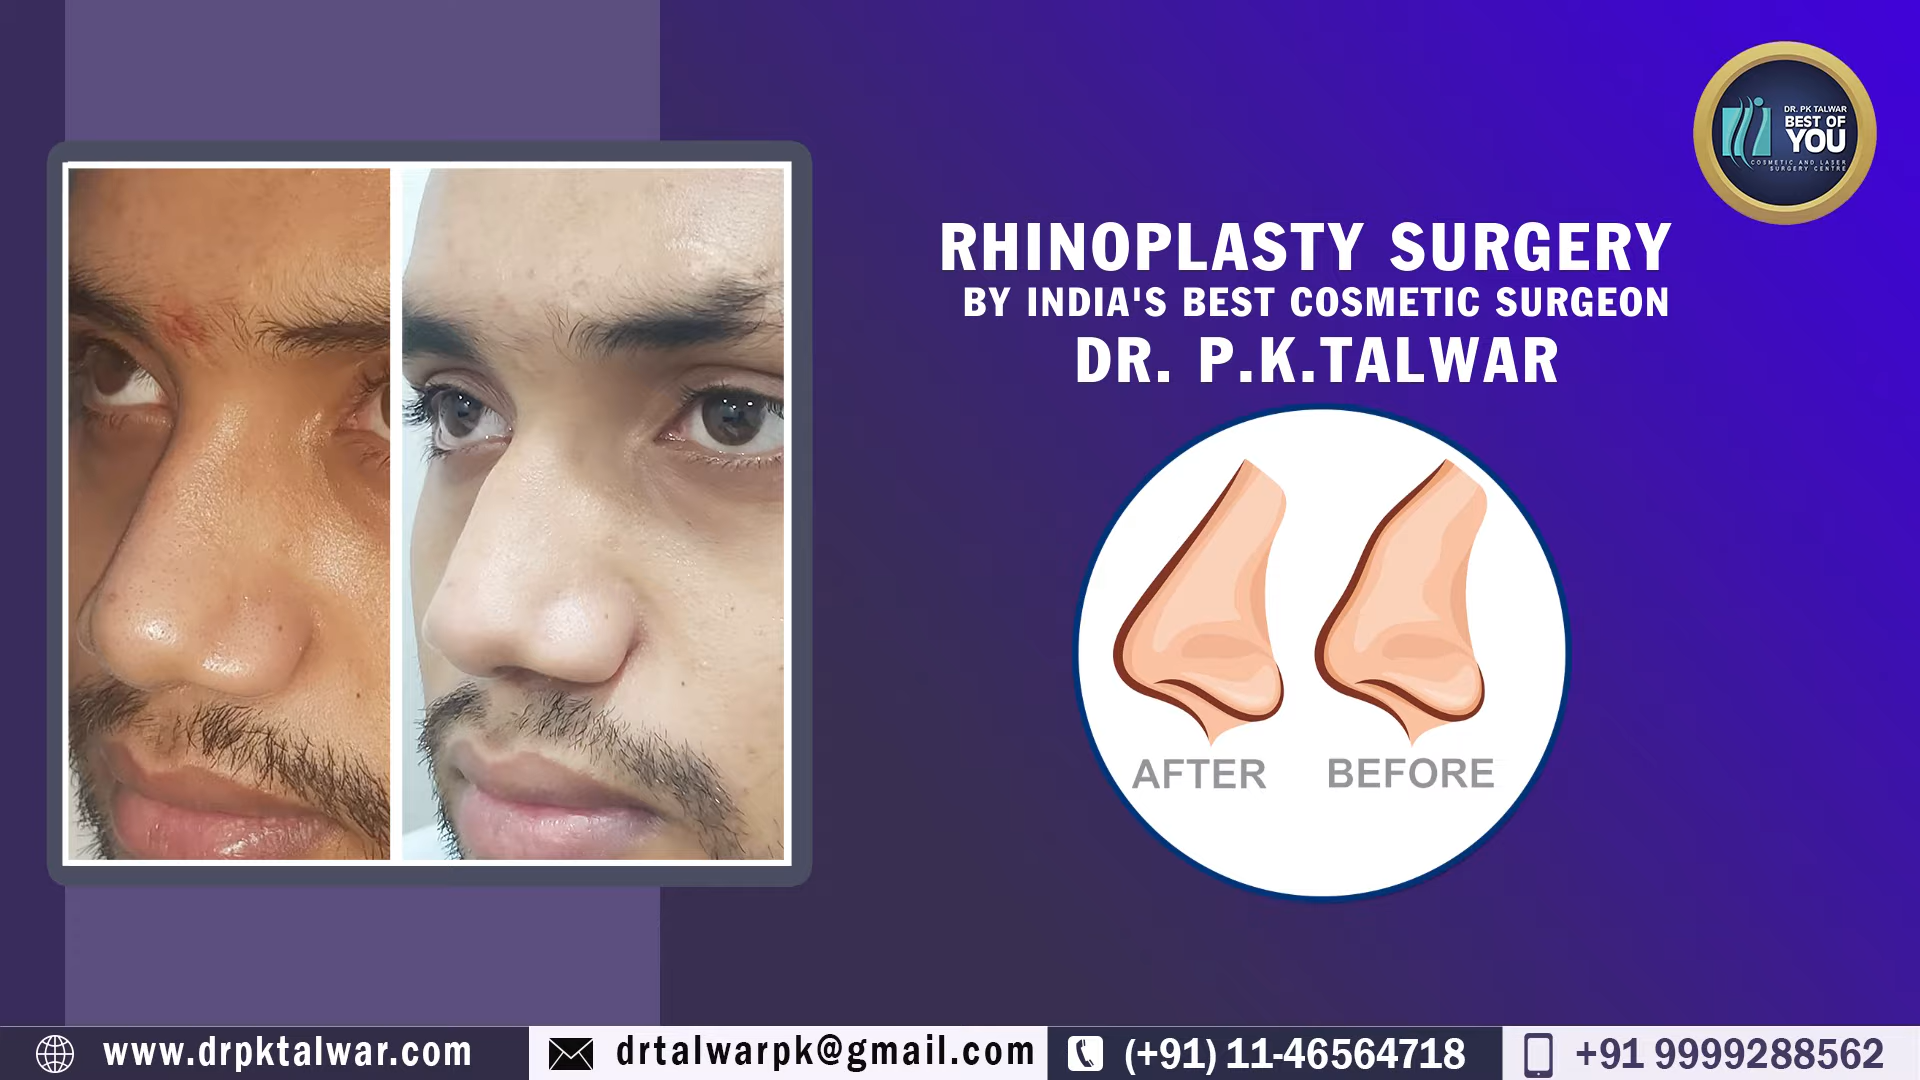 DR. PK TALWAR
BEST OF
YOU
COSMETIC AND LASER
SURGERY CENTRE
RHINOPLASTY SURGERY
BY INDIA'S BEST COSMETIC SURGEON
DR. P.K.TALWAR
AFTER BEFORE
www.drpktalwar.com drtalwarpk@gmail.com (+91) 11-46564718 +91 9999288562